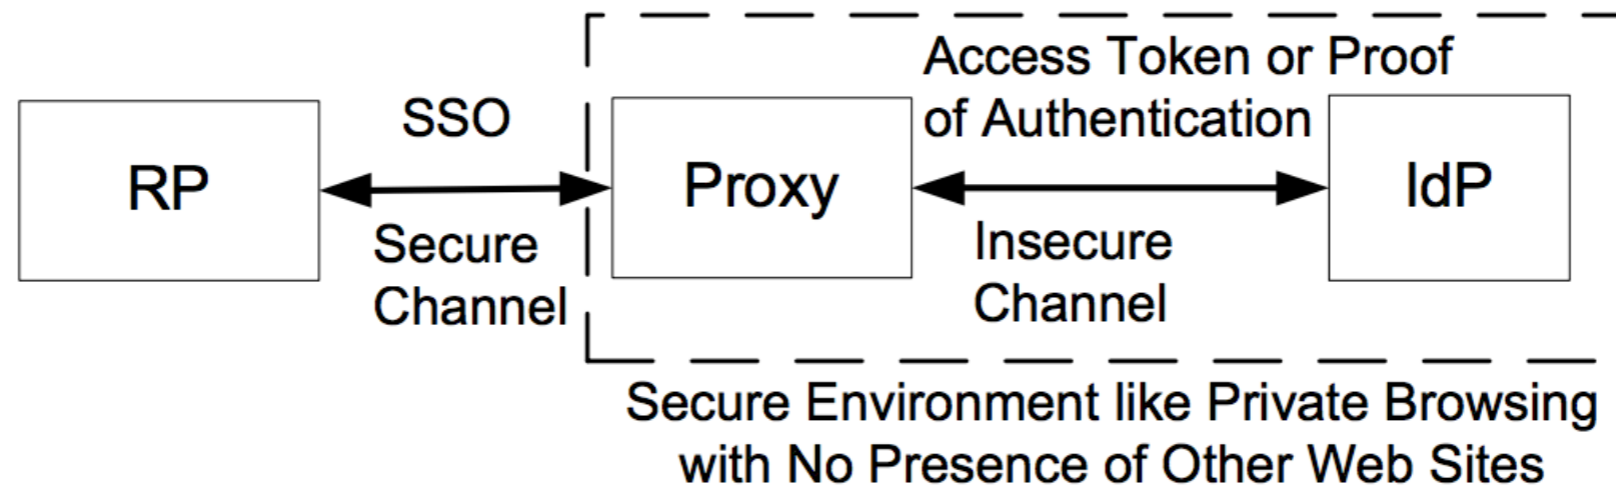 RP
SSO
Secure
Channel
Proxy
Access Token or Proof
of Authentication
Insecure
Channel
IdP
Secure Environment like Private Browsing
with No Presence of Other Web Sites